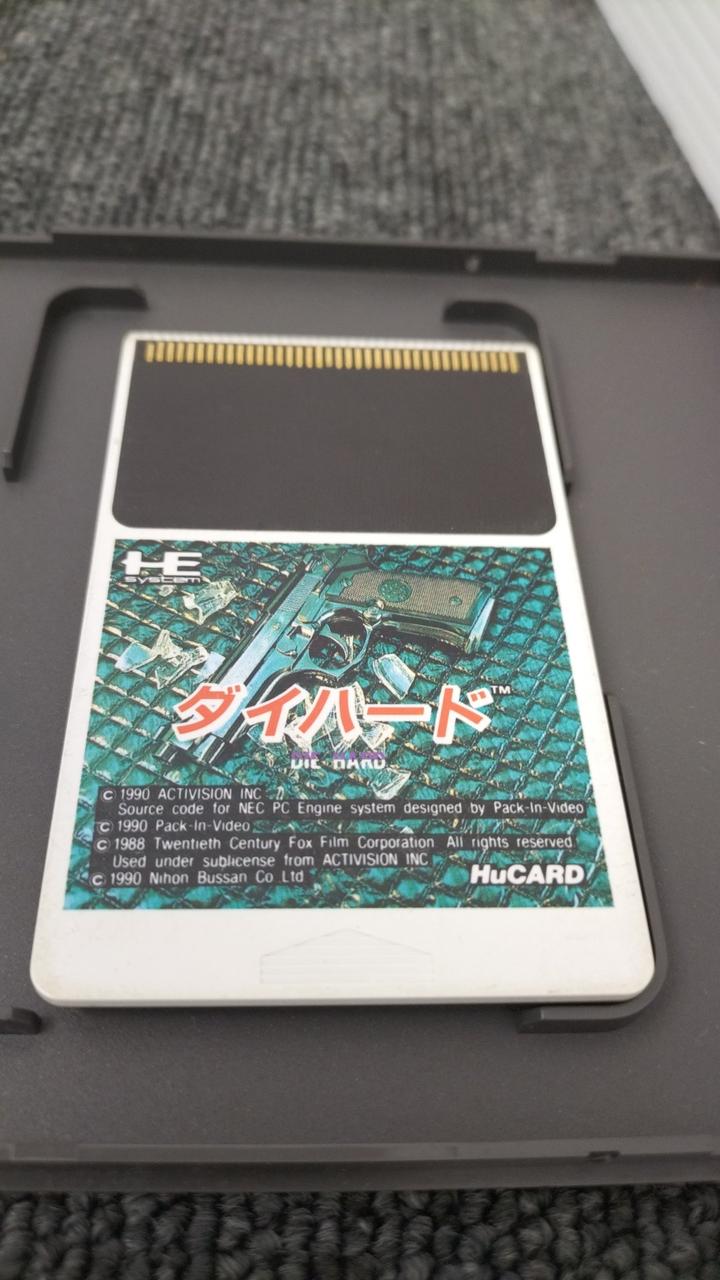 HE
system
ダイハード™
DIE HARD
© 1990 ACTIVISION INC
Source code for NEC PC Engine system designed by Pack-In-Video
© 1990 Pack-In-Video
© 1988 Twentieth Century Fox Film Corporation All rights reserved
Used under sublicense from ACTIVISION INC
© 1990 Nihon Bussan Co Ltd
HuCARD